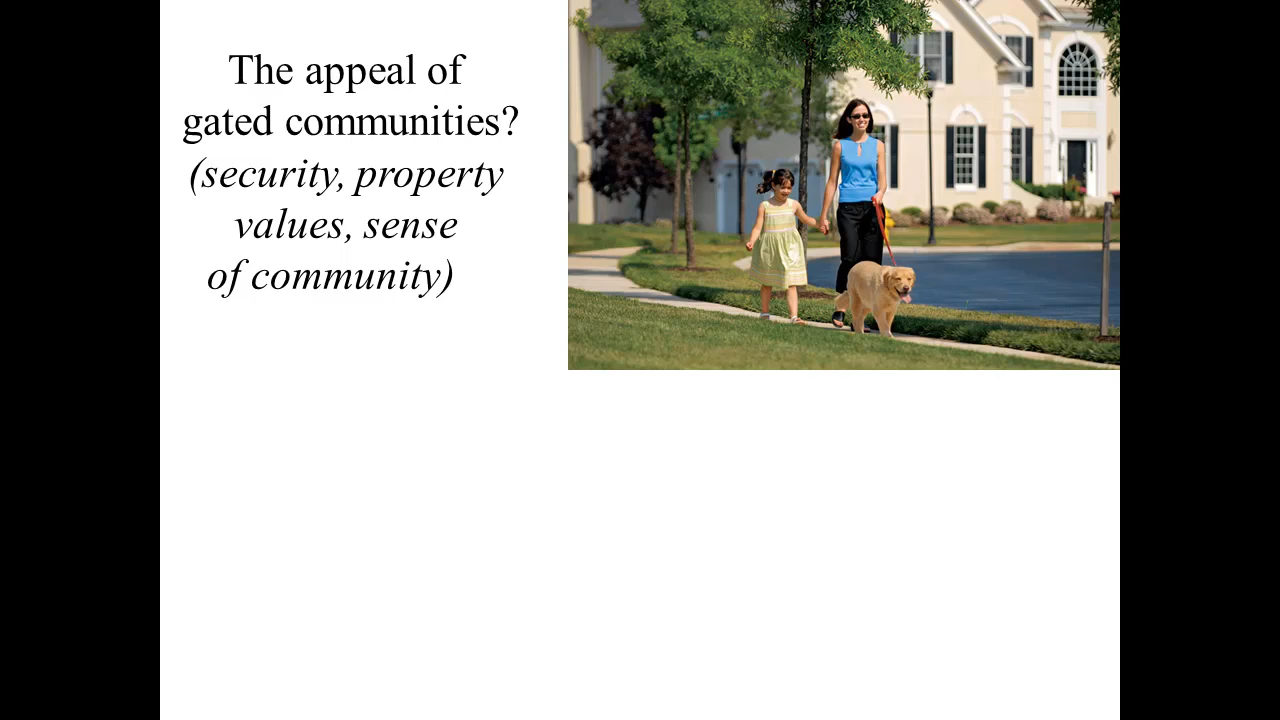 The appeal of
gated communities?
(security, property
values, sense
of community)